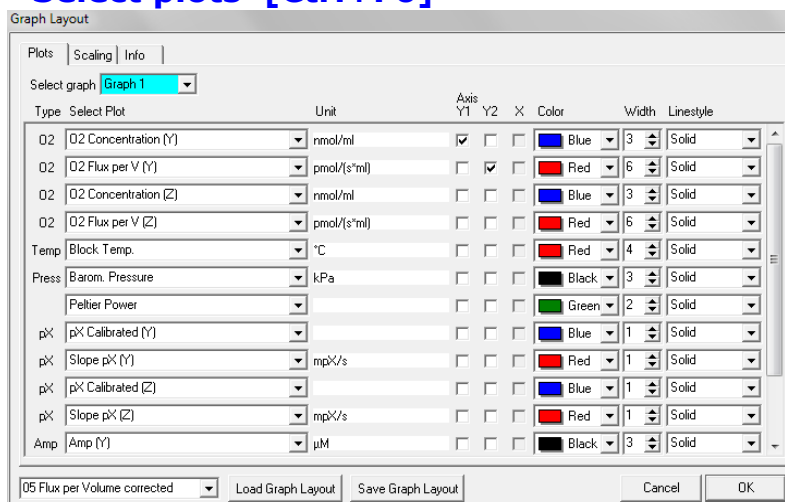 Select plots [Ctrl+F6]
Graph Layout
Plots Scaling Info
Select graph Graph 1
Axis
Type Select Plot Unit Y1 Y2 X Color Width Linestyle
O2 O2 Concentration (Y) nmol/ml Blue 3 Solid
O2 O2 Flux per V (Y) pmol/(s*ml) Red 6 Solid
O2 O2 Concentration (Z) nmol/ml Blue 3 Solid
O2 O2 Flux per V (Z) pmol/(s*ml) Red 6 Solid
Temp Block Temp. °C Red 4 Solid
Press Barom. Pressure kPa Black 3 Solid
Peltier Power Green 2 Solid
pX pX Calibrated (Y) Blue 1 Solid
pX Slope pX (Y) mpX/s Red 1 Solid
pX pX Calibrated (Z) Blue 1 Solid
pX Slope pX (Z) mpX/s Red 1 Solid
Amp Amp (Y) µM Black 3 Solid
05 Flux per Volume corrected Load Graph Layout Save Graph Layout Cancel OK